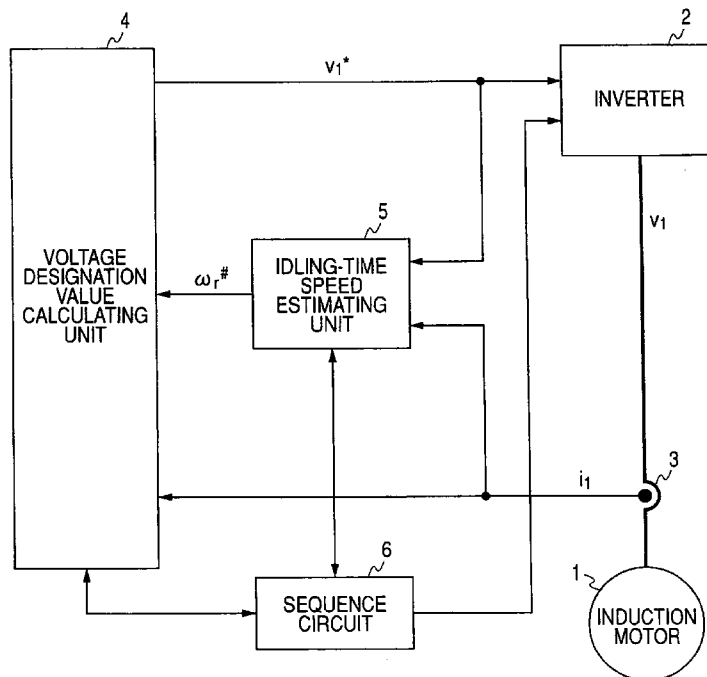 4
2
v1*
INVERTER
5
v1
VOLTAGE
DESIGNATION
VALUE
CALCULATING
UNIT
ωr#
IDLING-TIME
SPEED
ESTIMATING
UNIT
3
i1
6
1
SEQUENCE
CIRCUIT
INDUCTION
MOTOR